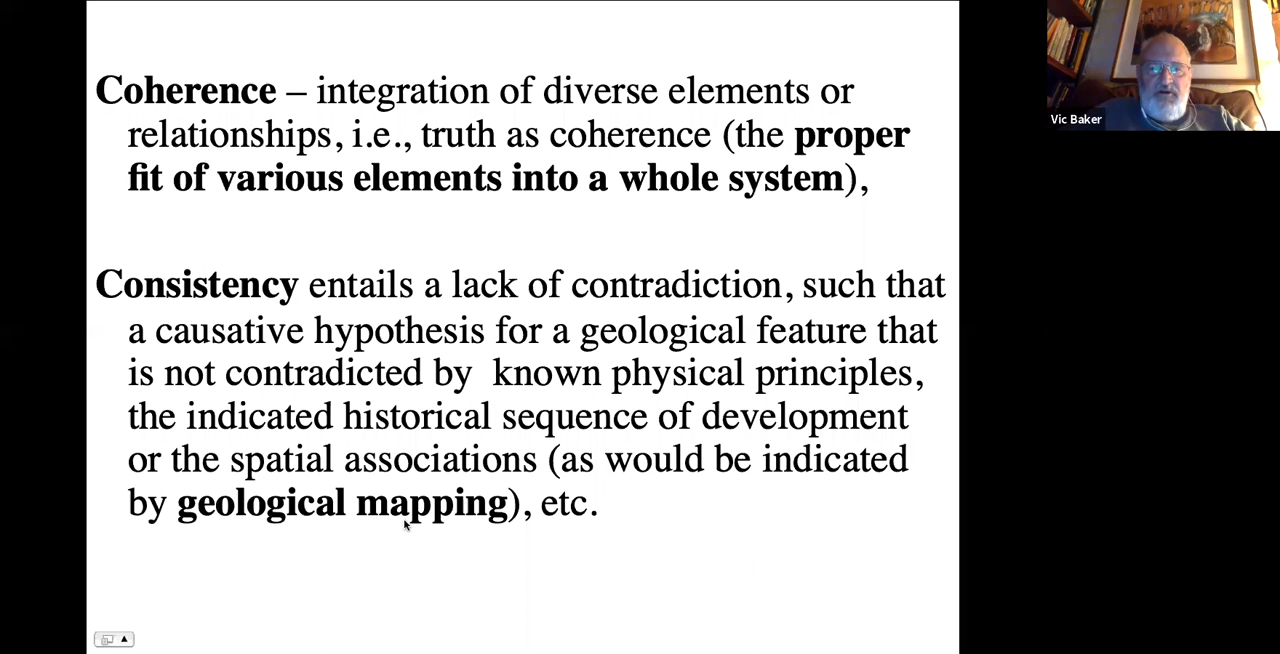 Coherence – integration of diverse elements or
relationships, i.e., truth as coherence (the proper
fit of various elements into a whole system),
Consistency entails a lack of contradiction, such that
a causative hypothesis for a geological feature that
is not contradicted by  known physical principles,
the indicated historical sequence of development
or the spatial associations (as would be indicated
by geological mapping), etc.
Vic Baker